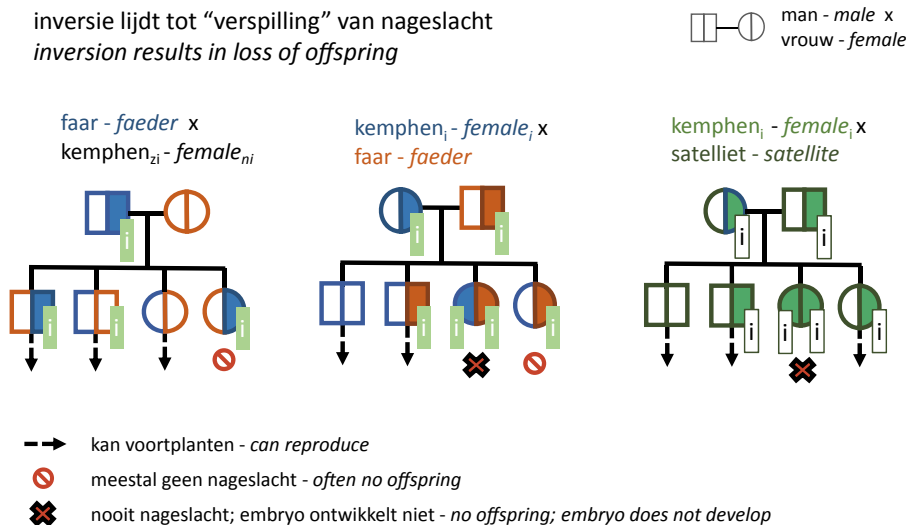 inversie lijdt tot “verspilling” van nageslacht
inversion results in loss of offspring
man - male x
vrouw - female
faar - faeder x
kemphenzi - femaleni
kempheni - femalei x
faar - faeder
kempheni - femalei x
satelliet - satellite
i
i i
i i i i
i i i
i i i i
i i
i i i i
kan voortplanten - can reproduce
meestal geen nageslacht - often no offspring
nooit nageslacht; embryo ontwikkelt niet - no offspring; embryo does not develop